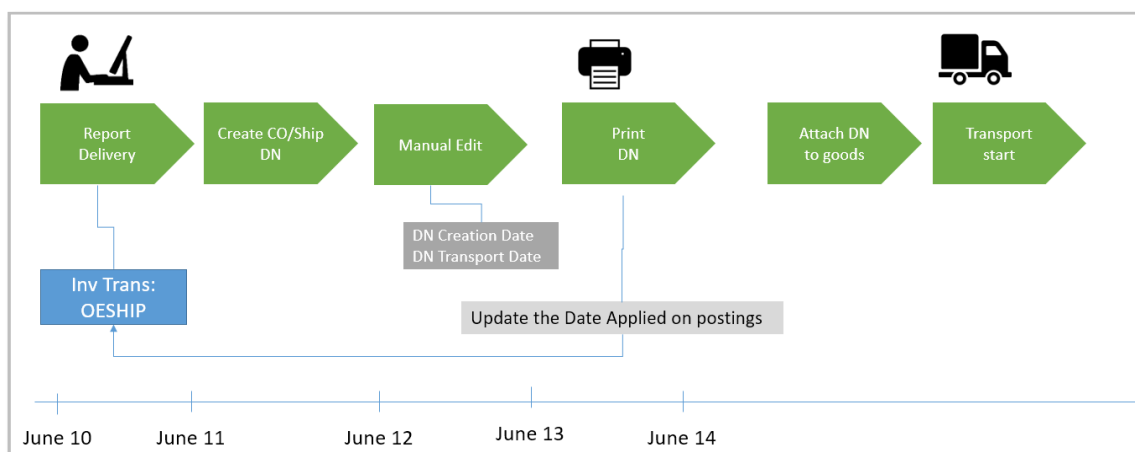 Report
Delivery
Create CO/Ship
DN
Manual Edit
Print
DN
Attach DN
to goods
Transport
start
DN Creation Date
DN Transport Date
Inv Trans:
OESHIP
Update the Date Applied on postings
June 10
June 11
June 12
June 13
June 14